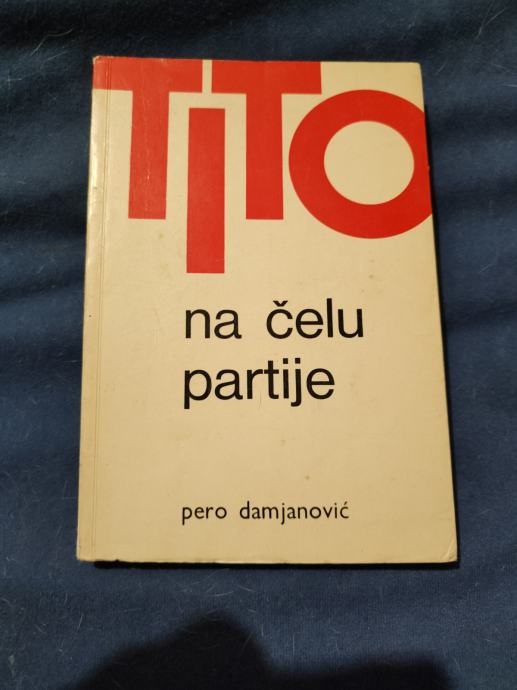 TITO
na čelu
partije
pero damjanović